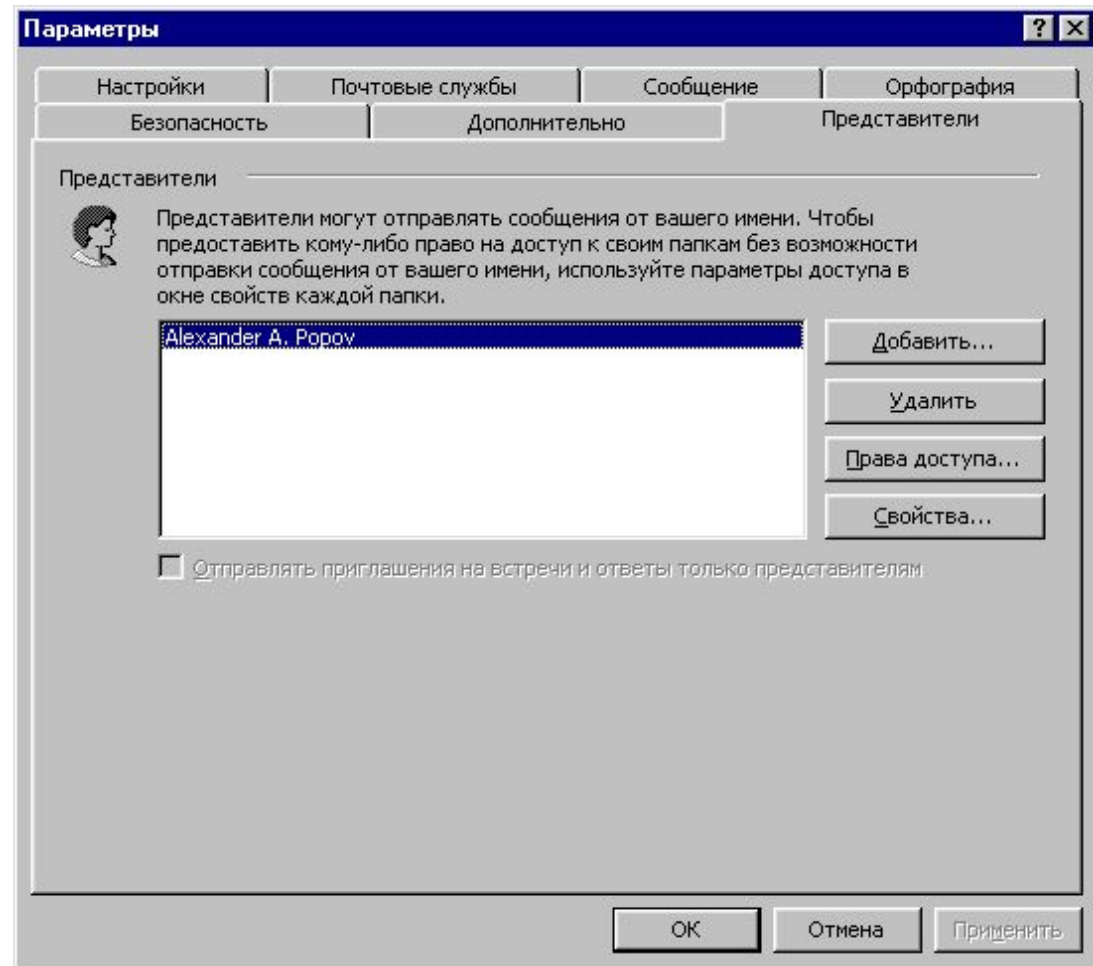 Параметры
Настройки
Почтовые службы
Сообщение
Орфография
Безопасность
Дополнительно
Представители
Представители
Представители могут отправлять сообщения от вашего имени. Чтобы
предоставить кому-либо право на доступ к своим папкам без возможности
отправки сообщения от вашего имени, используйте параметры доступа в
окне свойств каждой папки.
Alexander A. Popov
Добавить...
Удалить
Права доступа...
Свойства...
Отправлять приглашения на встречи и ответы только представителям
ОК
Отмена
Применить